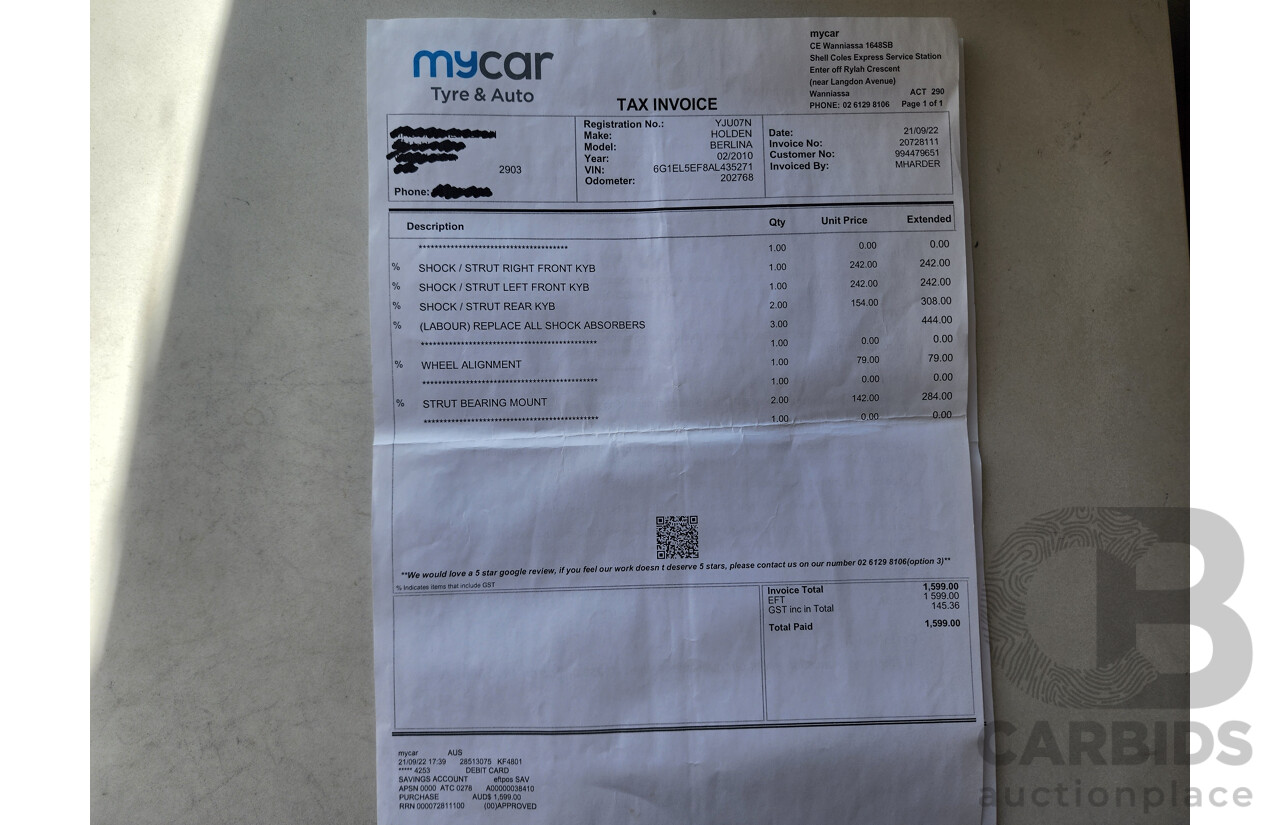 mycar
Tyre & Auto
TAX INVOICE
mycar
CE Wanniassa 1648SB
Shell Coles Express Service Station
Enter off Rylah Crescent
(near Langdon Avenue)
Wanniassa ACT 290
PHONE: 02 6129 8106 Page 1 of 1
2903
Phone:
Registration No.: YJU07N
Make: HOLDEN
Model: BERLINA
Year: 02/2010
VIN: 6G1EL5EF8AL435271
Odometer: 202768
Date: 21/09/22
Invoice No: 20728111
Customer No: 994479651
Invoiced By: MHARDER
Description Qty Unit Price Extended
************************************* 1.00 0.00 0.00
% SHOCK / STRUT RIGHT FRONT KYB 1.00 242.00 242.00
% SHOCK / STRUT LEFT FRONT KYB 1.00 242.00 242.00
% SHOCK / STRUT REAR KYB 2.00 154.00 308.00
% (LABOUR) REPLACE ALL SHOCK ABSORBERS 3.00 444.00
******************************************** 1.00 0.00 0.00
% WHEEL ALIGNMENT 1.00 79.00 79.00
******************************************** 1.00 0.00 0.00
% STRUT BEARING MOUNT 2.00 142.00 284.00
******************************************** 1.00 0.00 0.00
**We would love a 5 star google review, if you feel our work doesn t deserve 5 stars, please contact us on our number 02 6129 8106(option 3)**
% Indicates items that include GST
Invoice Total 1,599.00
EFT 1 599.00
GST inc in Total 145.36
Total Paid 1,599.00
mycar AUS
21/09/22 17:39 28513075 KF4801
***** 4253 DEBIT CARD
SAVINGS ACCOUNT eftpos SAV
APSN 0000 ATC 0278 A00000038410
PURCHASE AUD$ 1,599.00
RRN 000072811100 (00)APPROVED
CB
CARBIDS
auctionplace